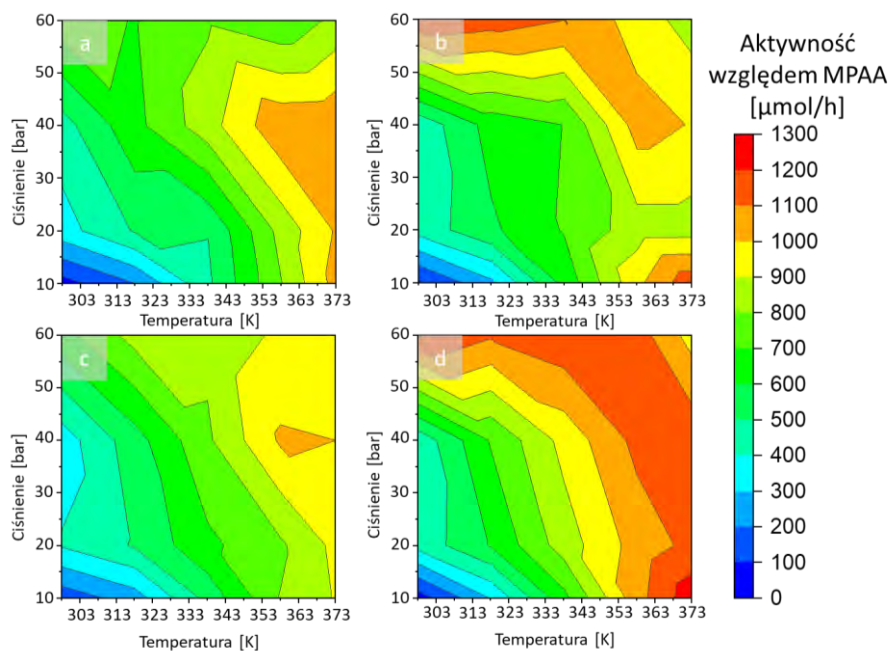 a
b
60
50
40
30
20
10
Ciśnienie [bar]
303 313 323 333 343 353 363 373
Temperatura [K]
60
50
40
30
20
10
Ciśnienie [bar]
303 313 323 333 343 353 363 373
Temperatura [K]
Aktywność
względem MPAA
[µmol/h]
1300
1200
1100
1000
900
800
700
600
500
400
300
200
100
0
c
d
60
50
40
30
20
10
Ciśnienie [bar]
303 313 323 333 343 353 363 373
Temperatura [K]
60
50
40
30
20
10
Ciśnienie [bar]
303 313 323 333 343 353 363 373
Temperatura [K]